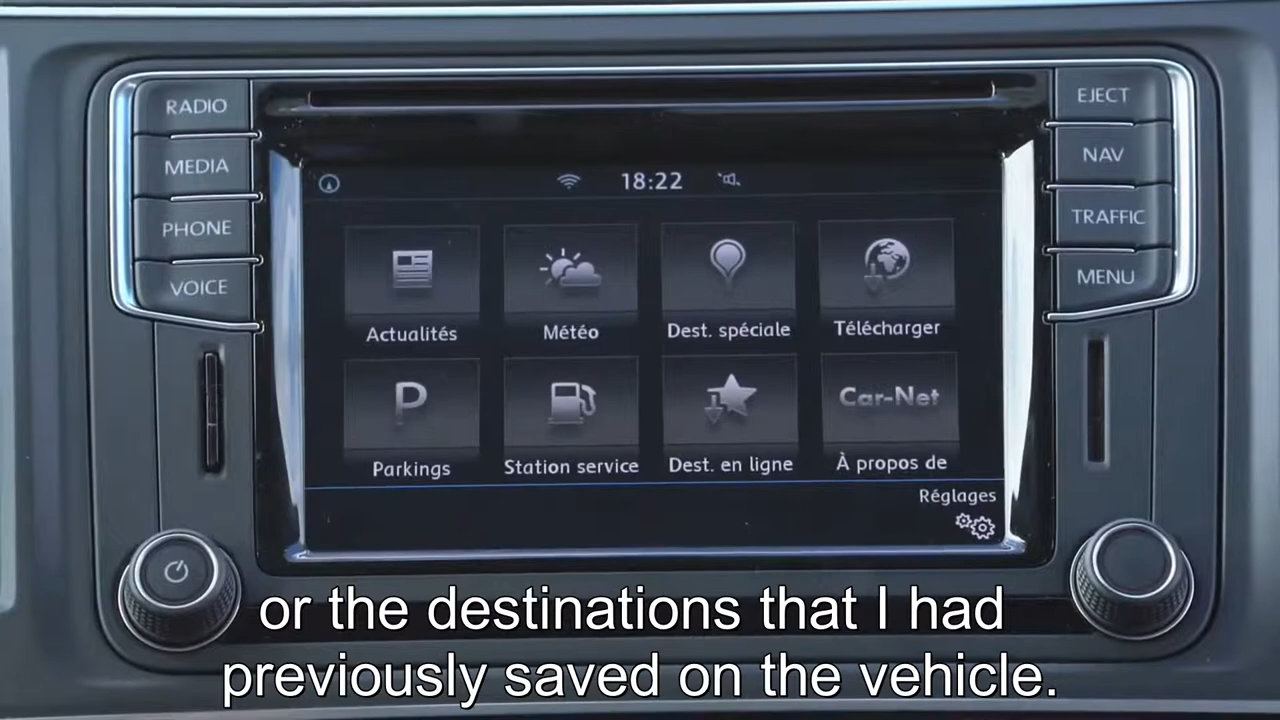 RADIO
MEDIA
PHONE
VOICE
EJECT
NAV
TRAFFIC
MENU
18:22
Actualités
Météo
Dest. spéciale
Télécharger
P
Car-Net
Parkings
Station service
Dest. en ligne
À propos de
Réglages
or the destinations that I had
previously saved on the vehicle.